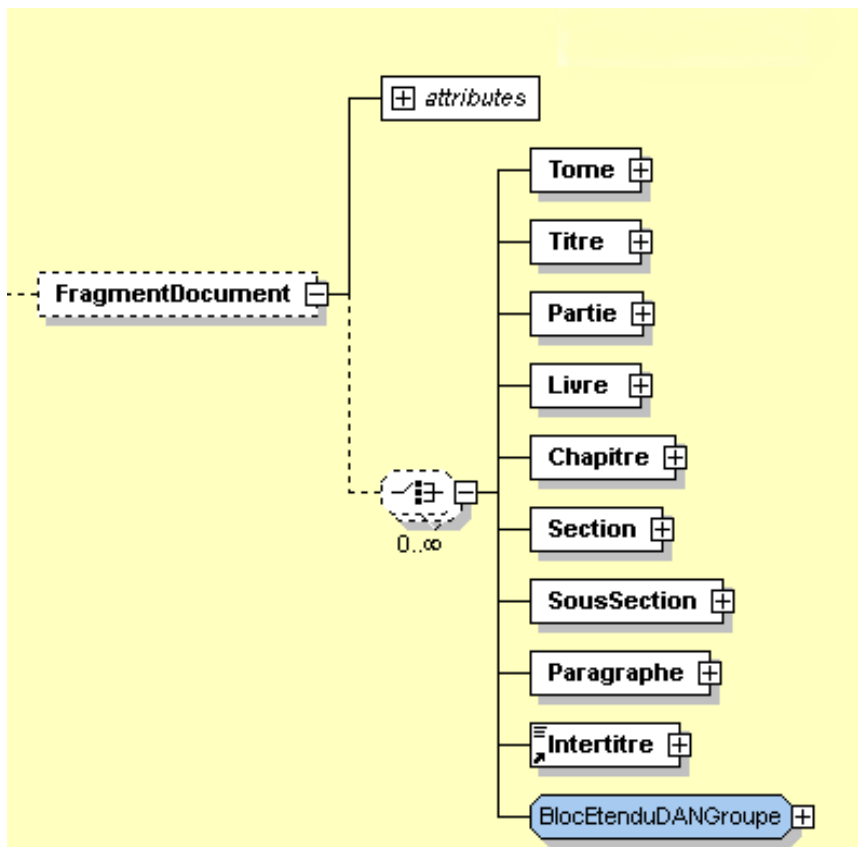 attributes
Tome
Titre
FragmentDocument
Partie
Livre
Chapitre
0..∞
Section
SousSection
Paragraphe
Intertitre
BlocEtenduDANGroupe